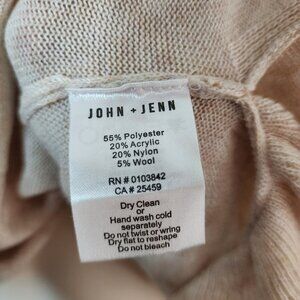 JOHN + JENN
55% Polyester
20% Acrylic
20% Nylon
5% Wool
RN # 0103842
CA # 25459
Dry Clean
or
Hand wash cold
separately
Do not twist or wring
Dry flat to reshape
Do not bleach